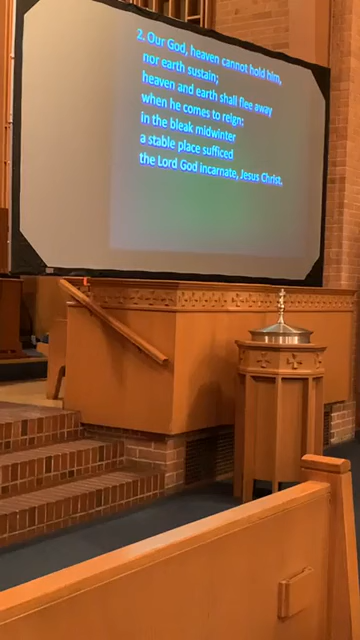 2. Our God, heaven cannot hold him,
nor earth sustain;
heaven and earth shall flee away
when he comes to reign:
in the bleak midwinter
a stable place sufficed
the Lord God incarnate, Jesus Christ.